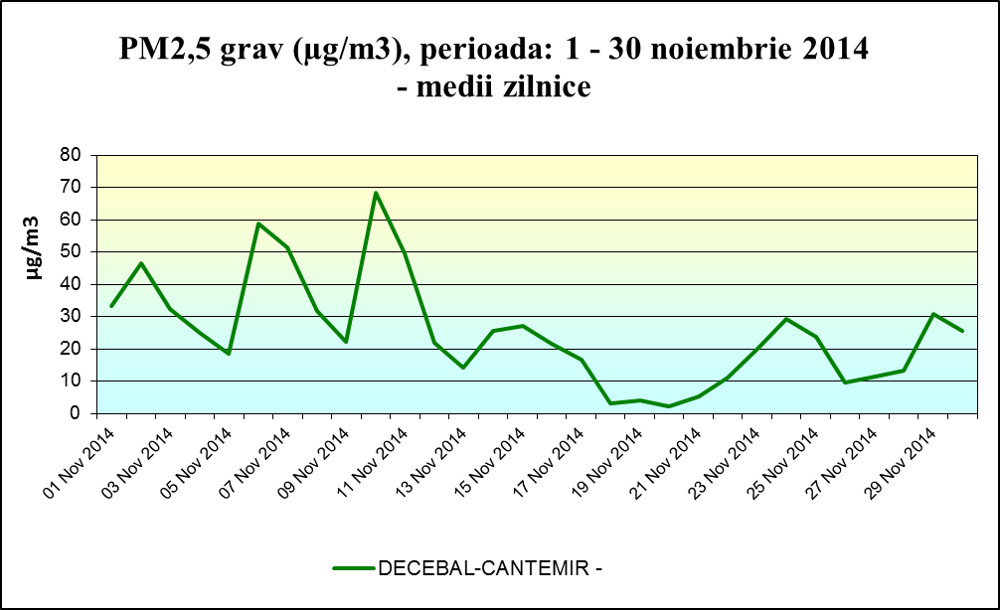 PM2,5 grav (µg/m3), perioada: 1 - 30 noiembrie 2014
- medii zilnice
80
70
60
50
40
30
20
10
0
µg/m3
01 Nov 2014
03 Nov 2014
05 Nov 2014
07 Nov 2014
09 Nov 2014
11 Nov 2014
13 Nov 2014
15 Nov 2014
17 Nov 2014
19 Nov 2014
21 Nov 2014
23 Nov 2014
25 Nov 2014
27 Nov 2014
29 Nov 2014
DECEBAL-CANTEMIR -